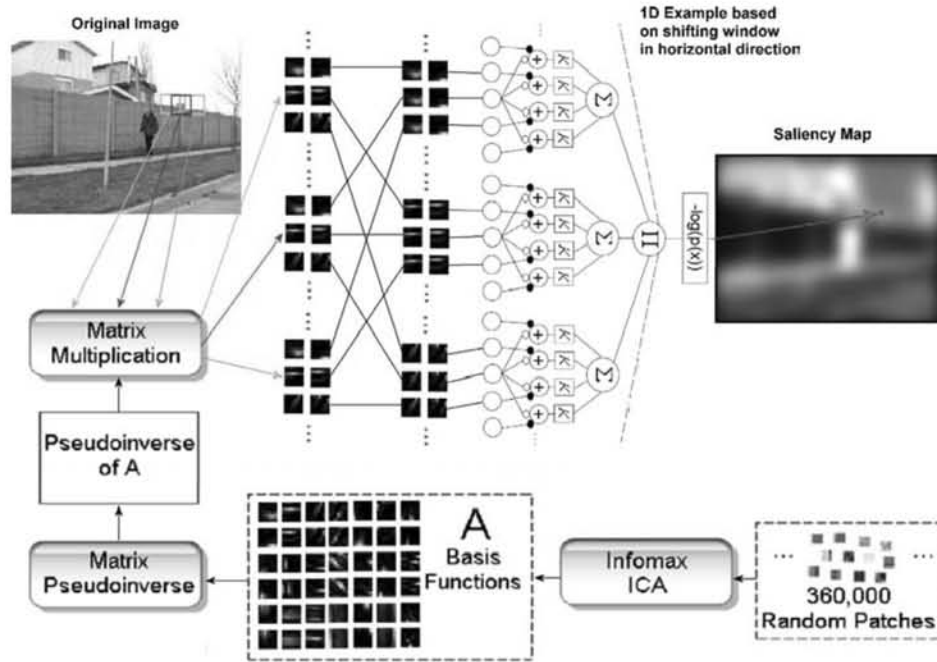 Original Image
1D Example based
on shifting window
in horizontal direction
Saliency Map
Σ
Σ
Π
-log(p(x))
Σ
Matrix
Multiplication
Pseudoinverse
of A
Matrix
Pseudoinverse
A
Basis
Functions
Infomax
ICA
360,000
Random Patches